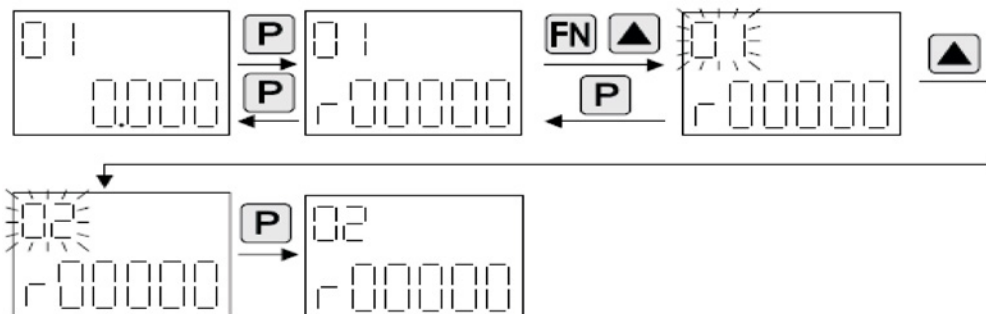 01 P 01 FN ▲ 01 ▲
0.000 P r00000 P r00000
02 P 02
r00000 r00000